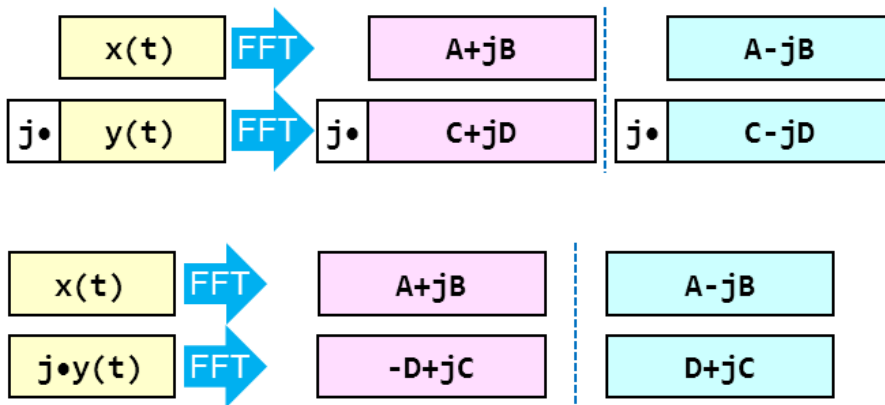 x(t) FFT A+jB A-jB
j• y(t) FFT j• C+jD j• C-jD
x(t) FFT A+jB A-jB
j•y(t) FFT -D+jC D+jC